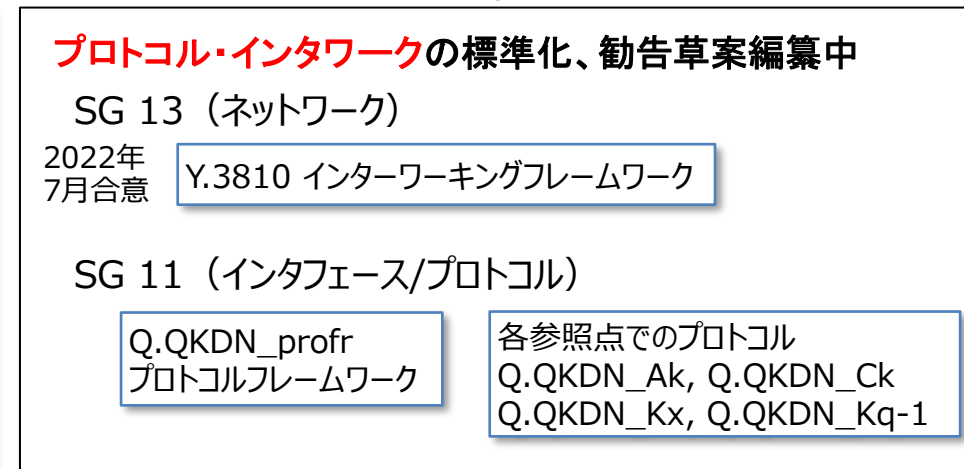 プロトコル・インタワークの標準化、勧告草案編纂中
SG 13（ネットワーク）
2022年
7月合意
Y.3810 インターワーキングフレームワーク
SG 11（インタフェース/プロトコル）
Q.QKDN_profr
プロトコルフレームワーク
各参照点でのプロトコル
Q.QKDN_Ak, Q.QKDN_Ck
Q.QKDN_Kx, Q.QKDN_Kq-1